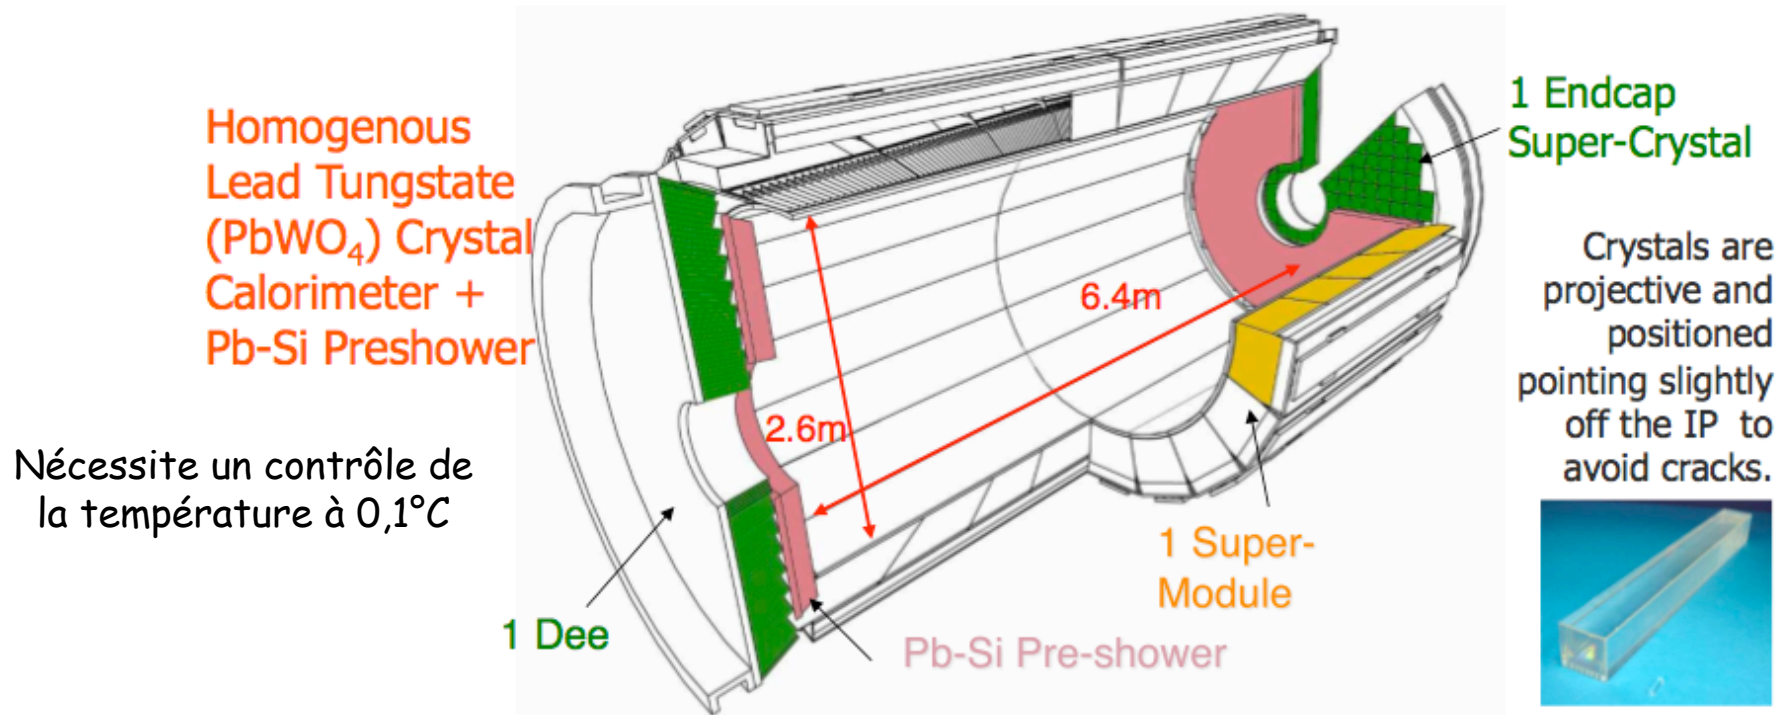 Homogenous
Lead Tungstate
(PbWO₄) Crystal
Calorimeter +
Pb-Si Preshower
Nécessite un contrôle de
la température à 0,1°C
1 Dee
2.6m
6.4m
Pb-Si Pre-shower
1 Super-
Module
1 Endcap
Super-Crystal
Crystals are
projective and
positioned
pointing slightly
off the IP to
avoid cracks.